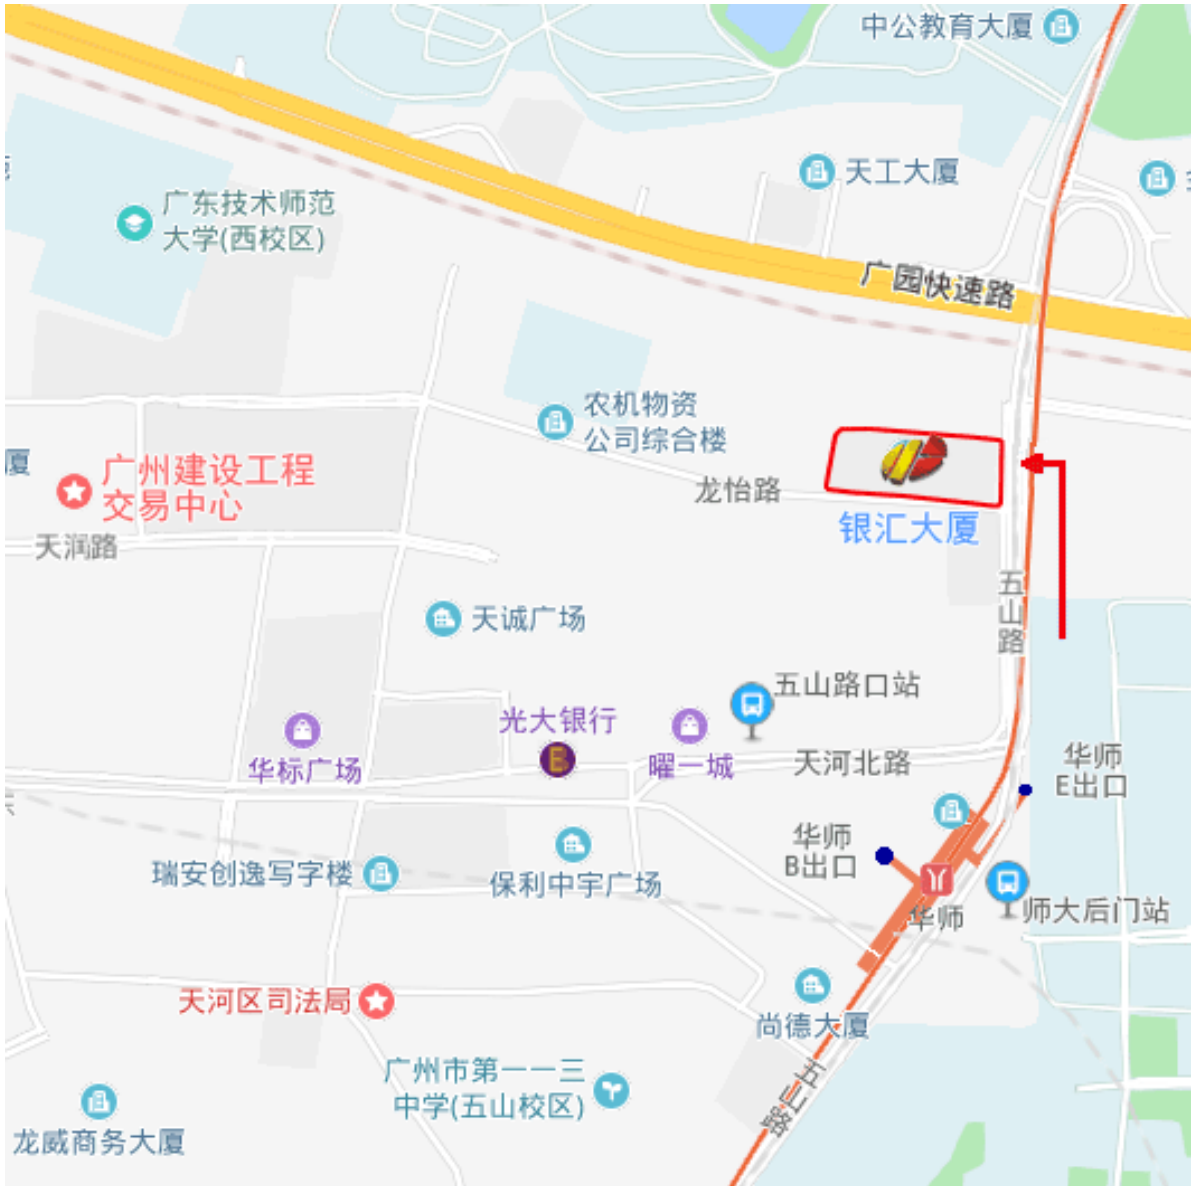 中公教育大厦
天工大厦
广东技术师范
大学(西校区)
广园快速路
农机物资
公司综合楼
厦
广州建设工程
交易中心
龙怡路
银汇大厦
天润路
五山路
天诚广场
五山路口站
光大银行
华标广场
曜一城
天河北路
华师
E出口
华师
B出口
瑞安创逸写字楼
保利中宇广场
华师
师大后门站
天河区司法局
尚德大厦
广州市第一一三
中学(五山校区)
五山路
龙威商务大厦